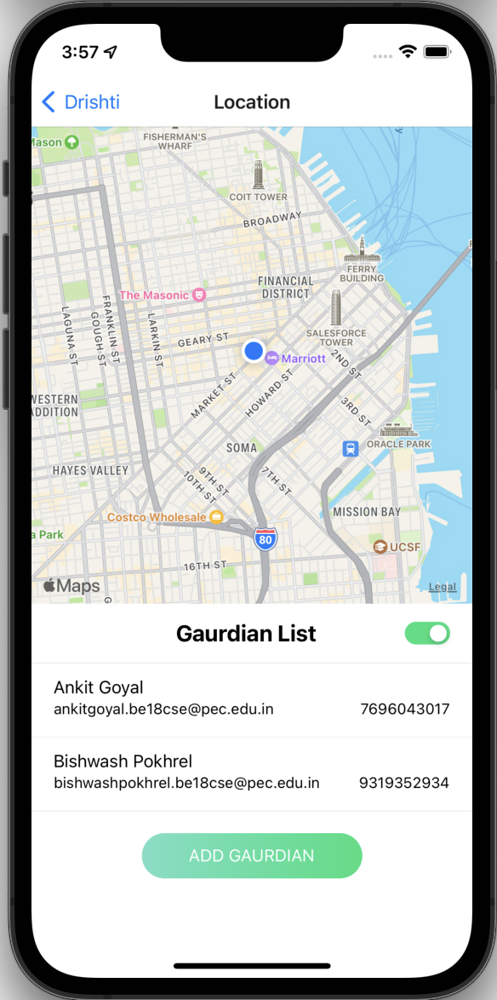 3:57
Drishti
Location
Mason
FISHERMAN'S
WHARF
COIT TOWER
BROADWAY
FERRY
BUILDING
FINANCIAL
DISTRICT
The Masonic
SALESFORCE
TOWER
LAGUNA ST
GOUGH ST
FRANKLIN ST
LARKIN ST
GEARY ST
Marriott
2ND ST
MARKET ST
HOWARD ST
WESTERN
ADDITION
3RD ST
ORACLE PARK
SOMA
HAYES VALLEY
9TH ST
10TH ST
7TH ST
MISSION BAY
Costco Wholesale
a Park
80
UCSF
16TH ST
Maps
Legal
G
Gaurdian List
Ankit Goyal
ankitgoyal.be18cse@pec.edu.in 7696043017
Bishwash Pokhrel
bishwashpokhrel.be18cse@pec.edu.in 9319352934
ADD GAURDIAN